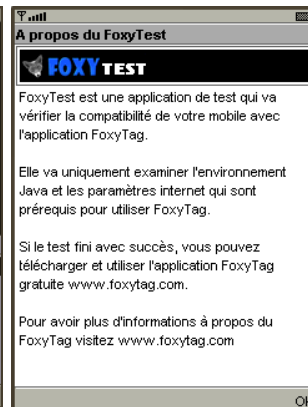 A propos du FoxyTest
FOXY TEST
FoxyTest est une application de test qui va
vérifier la compatibilité de votre mobile avec
l'application FoxyTag.
Elle va uniquement examiner l'environnement
Java et les paramètres internet qui sont
prérequis pour utiliser FoxyTag.
Si le test fini avec succès, vous pouvez
télécharger et utiliser l'application FoxyTag
gratuite www.foxytag.com.
Pour avoir plus d'informations à propos du
FoxyTag visitez www.foxytag.com